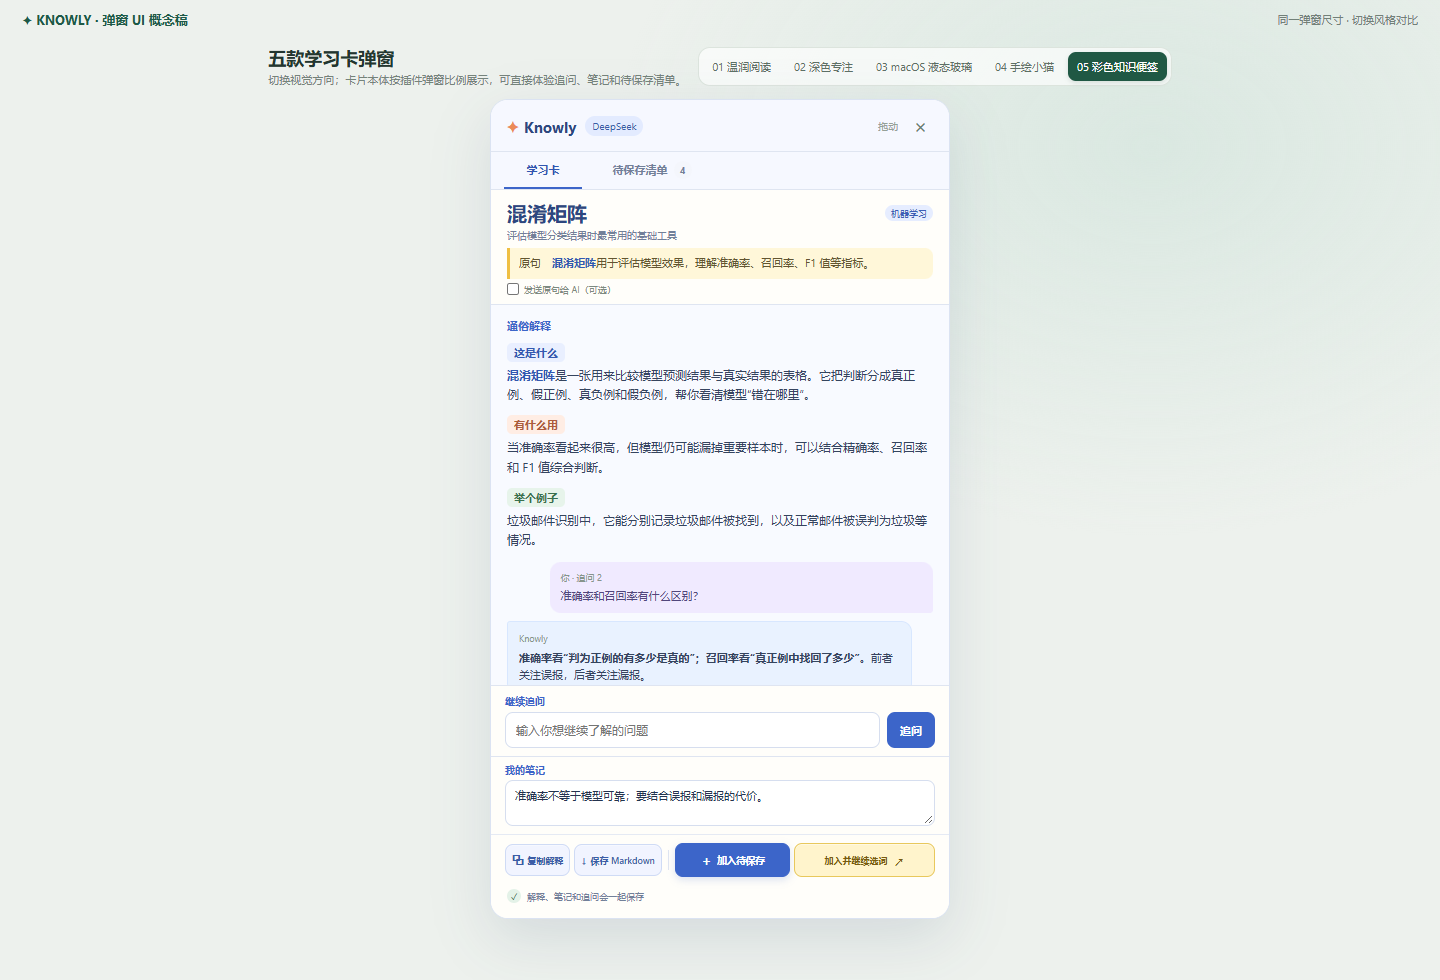 ✦ KNOWLY · 弹窗 UI 概念稿
同一弹窗尺寸 · 切换风格对比
五款学习卡弹窗
切换视觉方向；卡片本体按插件弹窗比例展示，可直接体验追问、笔记和待保存清单。
01 温润阅读 02 深色专注 03 macOS 液态玻璃 04 手绘小猫 05 彩色知识便签
✦ Knowly DeepSeek 拖动 ×
学习卡 待保存清单 4
混淆矩阵 机器学习
评估模型分类结果时最常用的基础工具
原句 混淆矩阵用于评估模型效果，理解准确率、召回率、F1 值等指标。
发送原句给 AI（可选）
通俗解释
这是什么
混淆矩阵是一张用来比较模型预测结果与真实结果的表格。它把判断分成真正
例、假正例、真负例和假负例，帮你看清模型“错在哪里”。
有什么用
当准确率看起来很高，但模型仍可能漏掉重要样本时，可以结合精确率、召回率
和 F1 值综合判断。
举个例子
垃圾邮件识别中，它能分别记录垃圾邮件被找到，以及正常邮件被误判为垃圾等
情况。
你 · 追问 2
准确率和召回率有什么区别？
Knowly
准确率看“判为正例的有多少是真的”；召回率看“真正例中找回了多少”。前者
关注误报，后者关注漏报。
继续追问
输入你想继续了解的问题 追问
我的笔记
准确率不等于模型可靠；要结合误报和漏报的代价。
复制解释 ↓ 保存 Markdown ＋ 加入待保存 加入并继续选词 ↗
✓ 解释、笔记和追问会一起保存